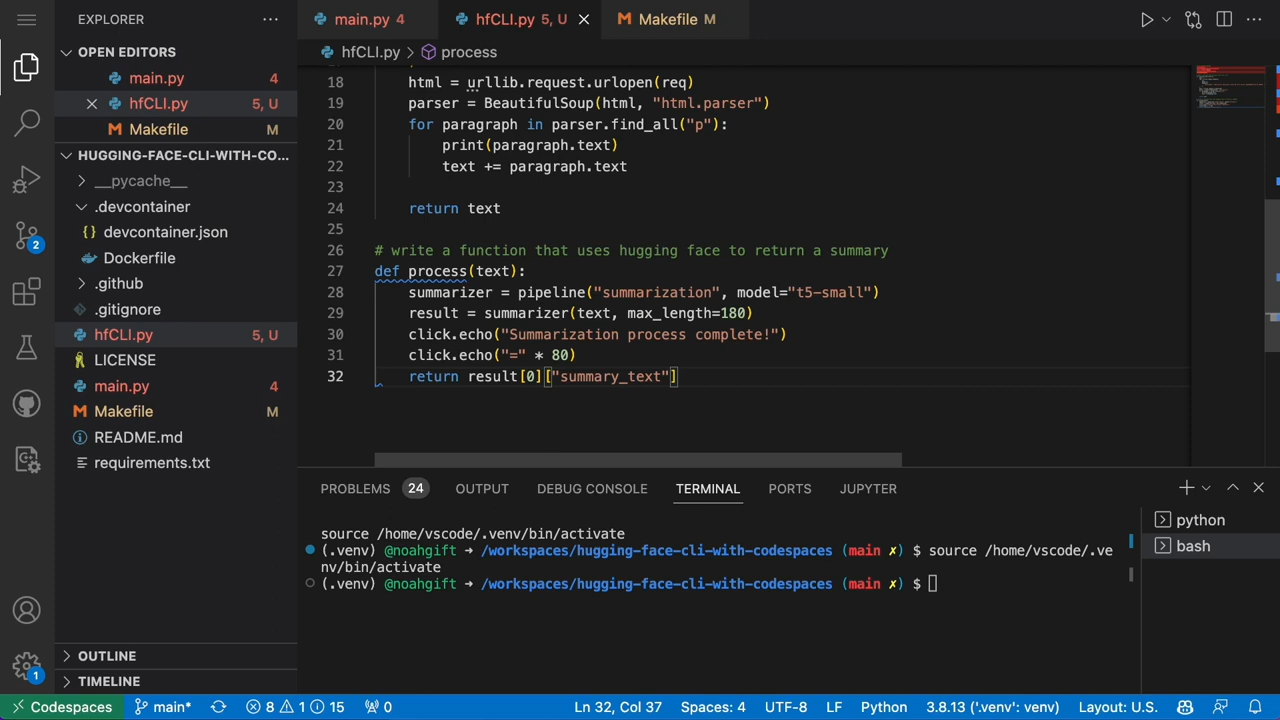 EXPLORER
main.py 4
hfCLI.py 5, U
Makefile M
OPEN EDITORS
main.py 4
hfCLI.py 5, U
Makefile M
hfCLI.py > process
HUGGING-FACE-CLI-WITH-CO...
__pycache__
.devcontainer
devcontainer.json
Dockerfile
.github
.gitignore
hfCLI.py 5, U
LICENSE
main.py 4
Makefile M
README.md
requirements.txt
OUTLINE
TIMELINE
2
1
18 html = urllib.request.urlopen(req)
19 parser = BeautifulSoup(html, "html.parser")
20 for paragraph in parser.find_all("p"):
21 print(paragraph.text)
22 text += paragraph.text
23
24 return text
25
26 # write a function that uses hugging face to return a summary
27 def process(text):
28 summarizer = pipeline("summarization", model="t5-small")
29 result = summarizer(text, max_length=180)
30 click.echo("Summarization process complete!")
31 click.echo("=" * 80)
32 return result[0]["summary_text"]
PROBLEMS 24 OUTPUT DEBUG CONSOLE TERMINAL PORTS JUPYTER
source /home/vscode/.venv/bin/activate
(.venv) @noahgift ➜ /workspaces/hugging-face-cli-with-codespaces (main ✗) $ source /home/vscode/.ve
nv/bin/activate
(.venv) @noahgift ➜ /workspaces/hugging-face-cli-with-codespaces (main ✗) $
python
bash
Codespaces main* 8 1 15 0 Ln 32, Col 37 Spaces: 4 UTF-8 LF Python 3.8.13 ('.venv': venv) Layout: U.S.